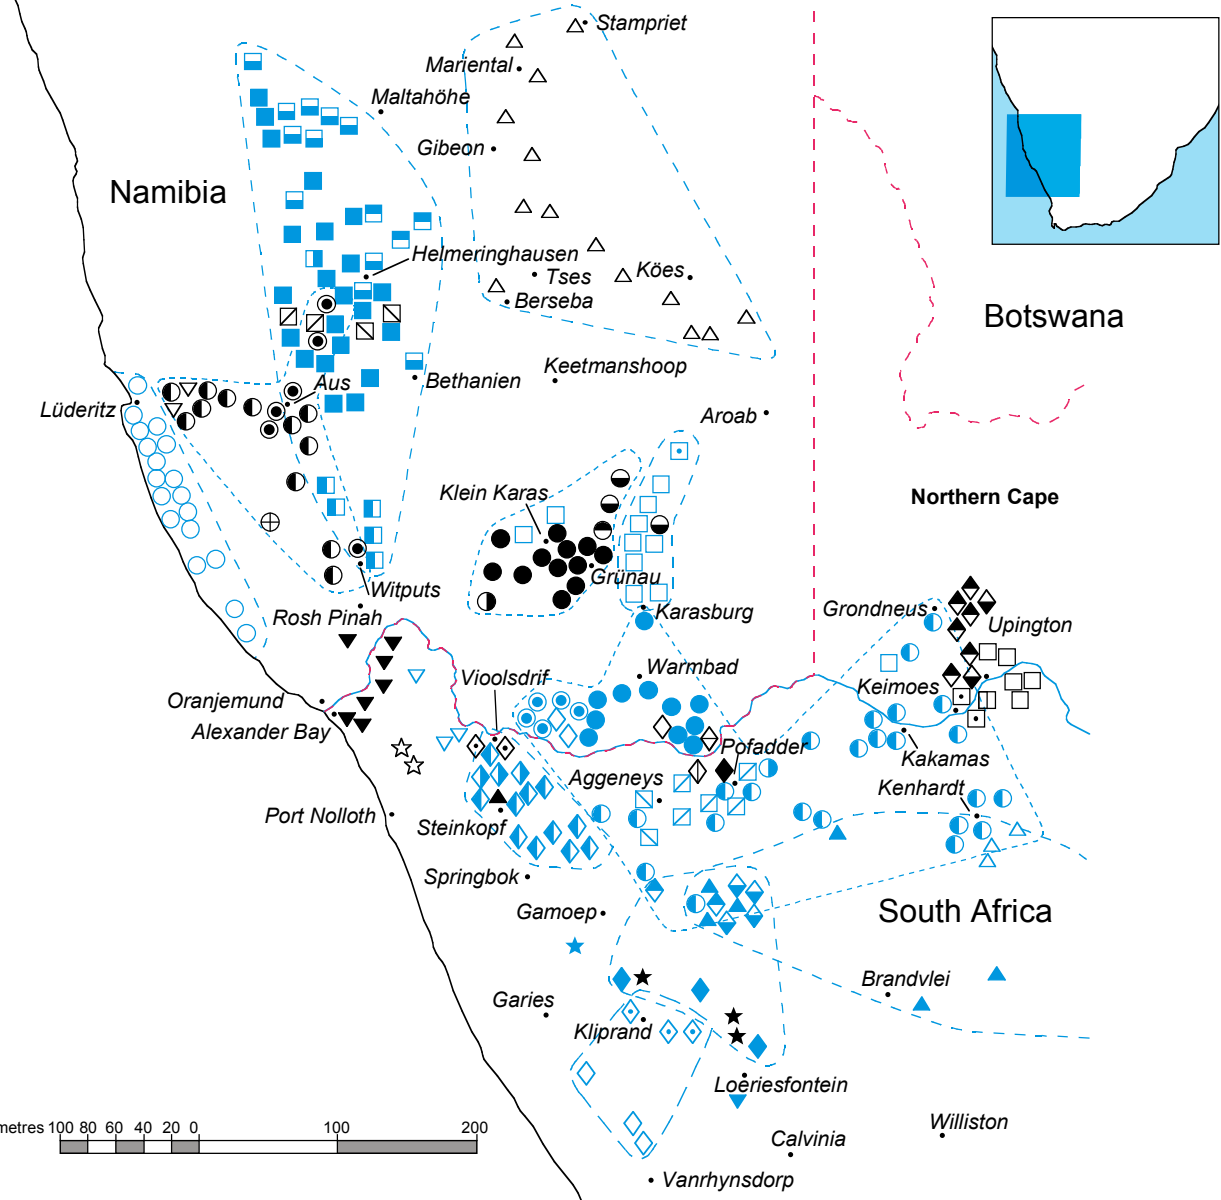 Stampriet
Mariental
Maltahöhe
Gibeon
Namibia
Helmeringhausen
Tses
Köes
Berseba
Botswana
Keetmanshoop
Aus
Bethanien
Lüderitz
Aroab
Klein Karas
Northern Cape
Grünau
Witputs
Rosh Pinah
Karasburg
Grondneus
Upington
Warmbad
Vioolsdrif
Keimoes
Oranjemund
Alexander Bay
Pofadder
Kakamas
Aggeneys
Kenhardt
Port Nolloth
Steinkopf
Springbok
Gamoep
South Africa
Brandvlei
Garies
Kliprand
Loeriesfontein
Williston
Calvinia
Vanrhynsdorp
metres 100 80 60 40 20 0 100 200